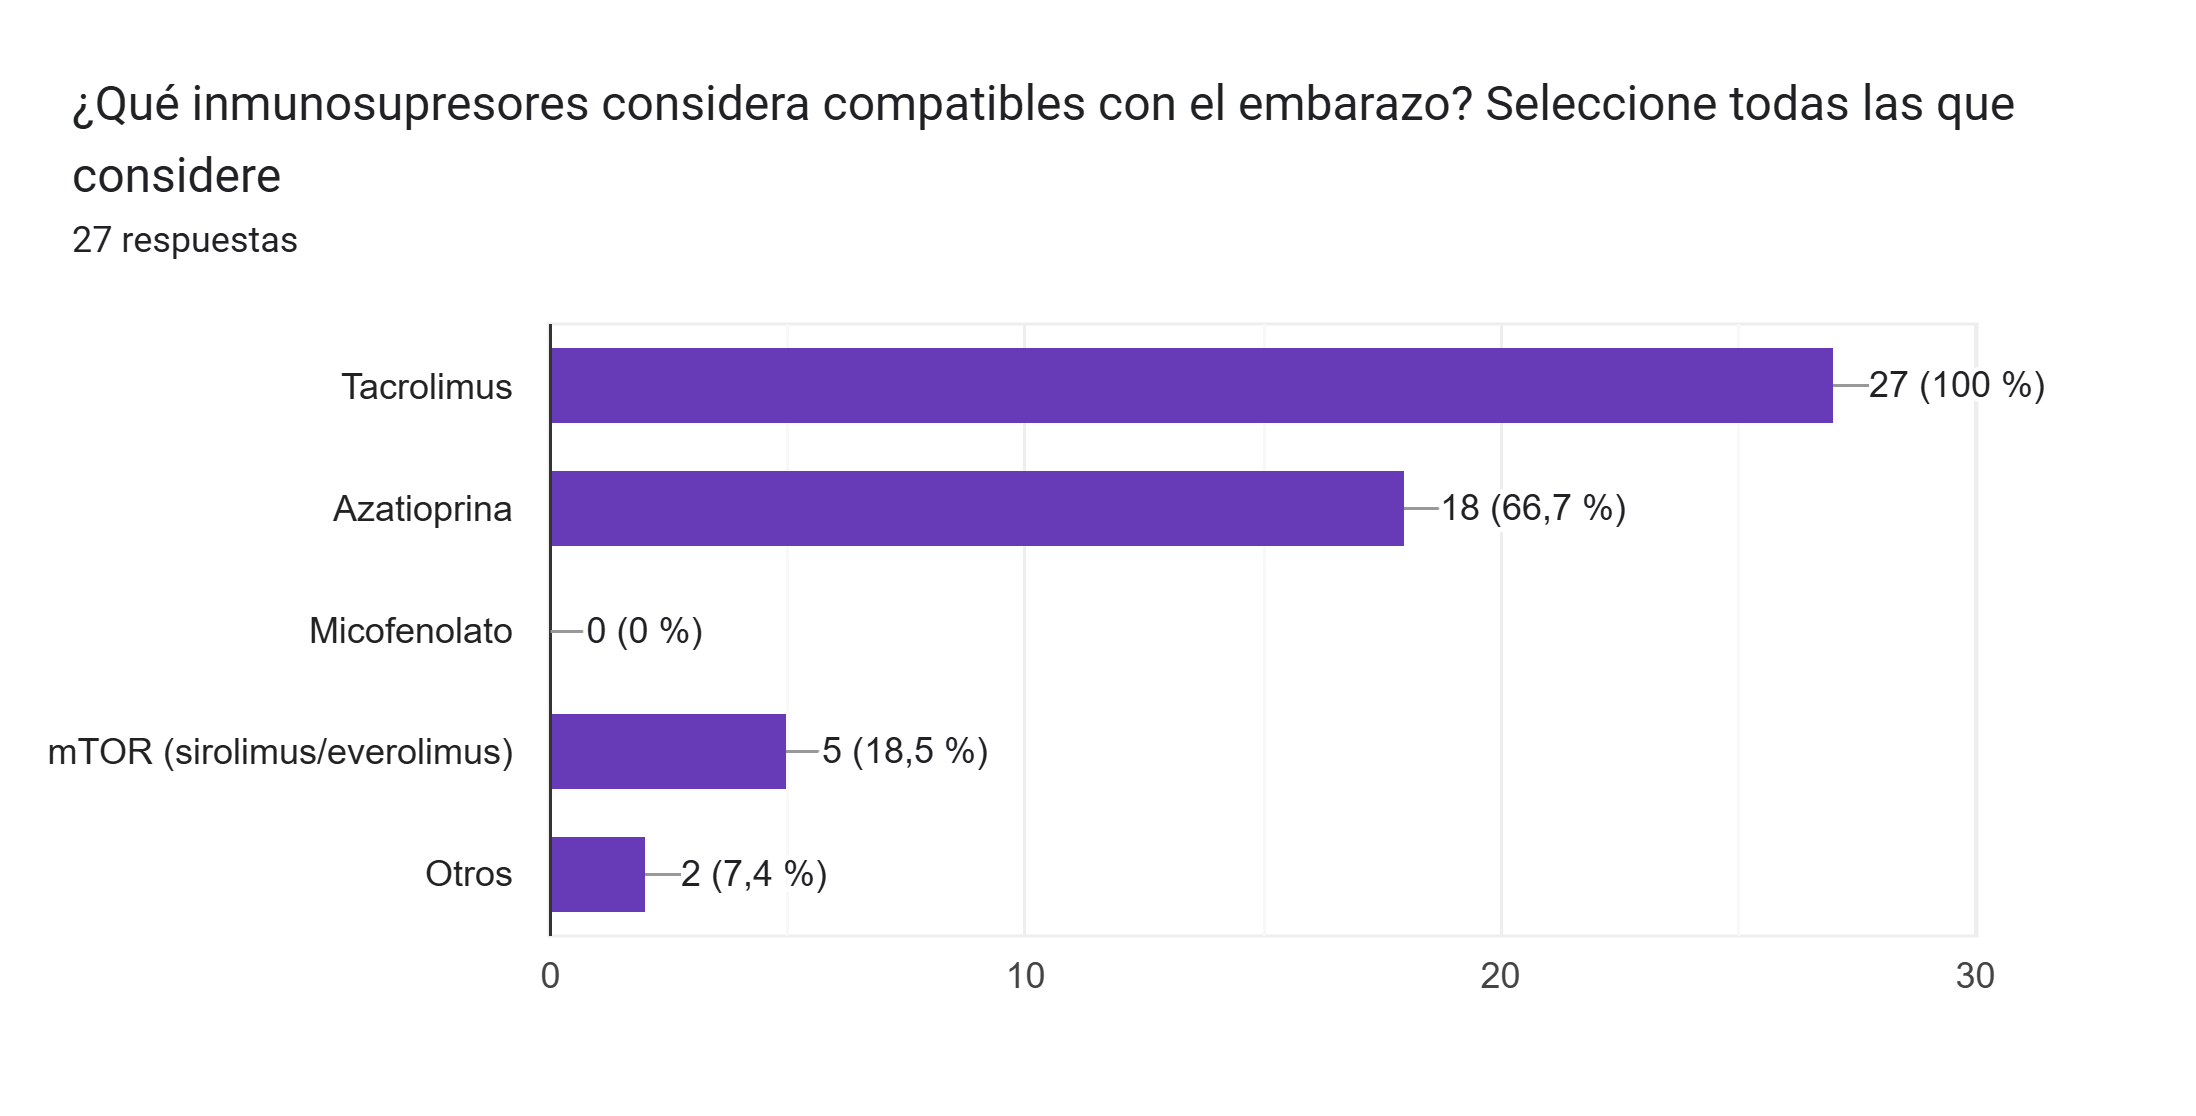 ¿Qué inmunosupresores considera compatibles con el embarazo? Seleccione todas las que
considere
27 respuestas
Tacrolimus
27 (100 %)
Azatioprina
18 (66,7 %)
Micofenolato
0 (0 %)
mTOR (sirolimus/everolimus)
5 (18,5 %)
Otros
2 (7,4 %)
0
10
20
30